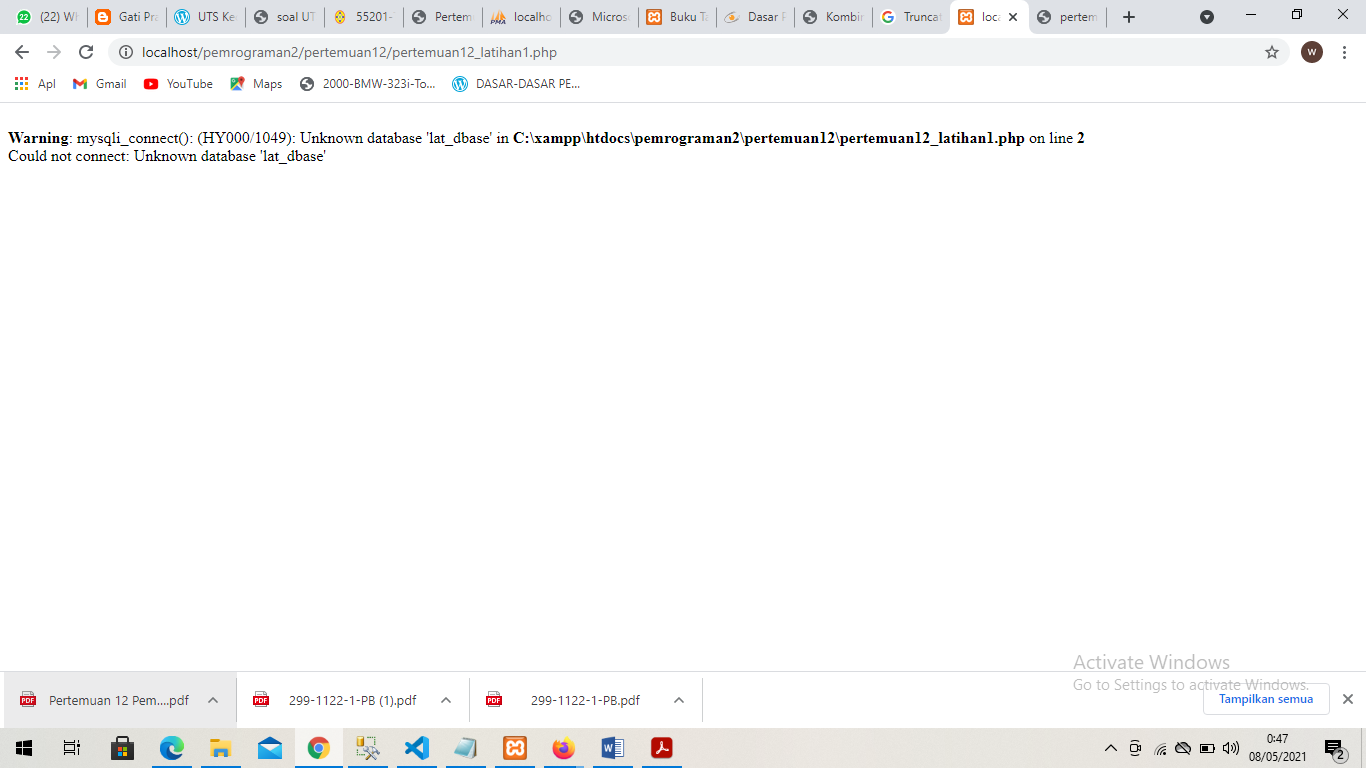 (22) Wh
Gati Pra
UTS Ke
soal UT
55201-
Pertem
localho
Micros
Buku Ta
Dasar P
Kombin
Truncat
loca
pertem
localhost/pemrograman2/pertemuan12/pertemuan12_latihan1.php
W
Apl
Gmail
YouTube
Maps
2000-BMW-323i-To...
DASAR-DASAR PE...
Warning: mysqli_connect(): (HY000/1049): Unknown database 'lat_dbase' in C:\xampp\htdocs\pemrograman2\pertemuan12\pertemuan12_latihan1.php on line 2
Could not connect: Unknown database 'lat_dbase'
Activate Windows
Go to Settings to activate Windows.
Pertemuan 12 Pem....pdf
299-1122-1-PB (1).pdf
299-1122-1-PB.pdf
Tampilkan semua
0:47
08/05/2021
2